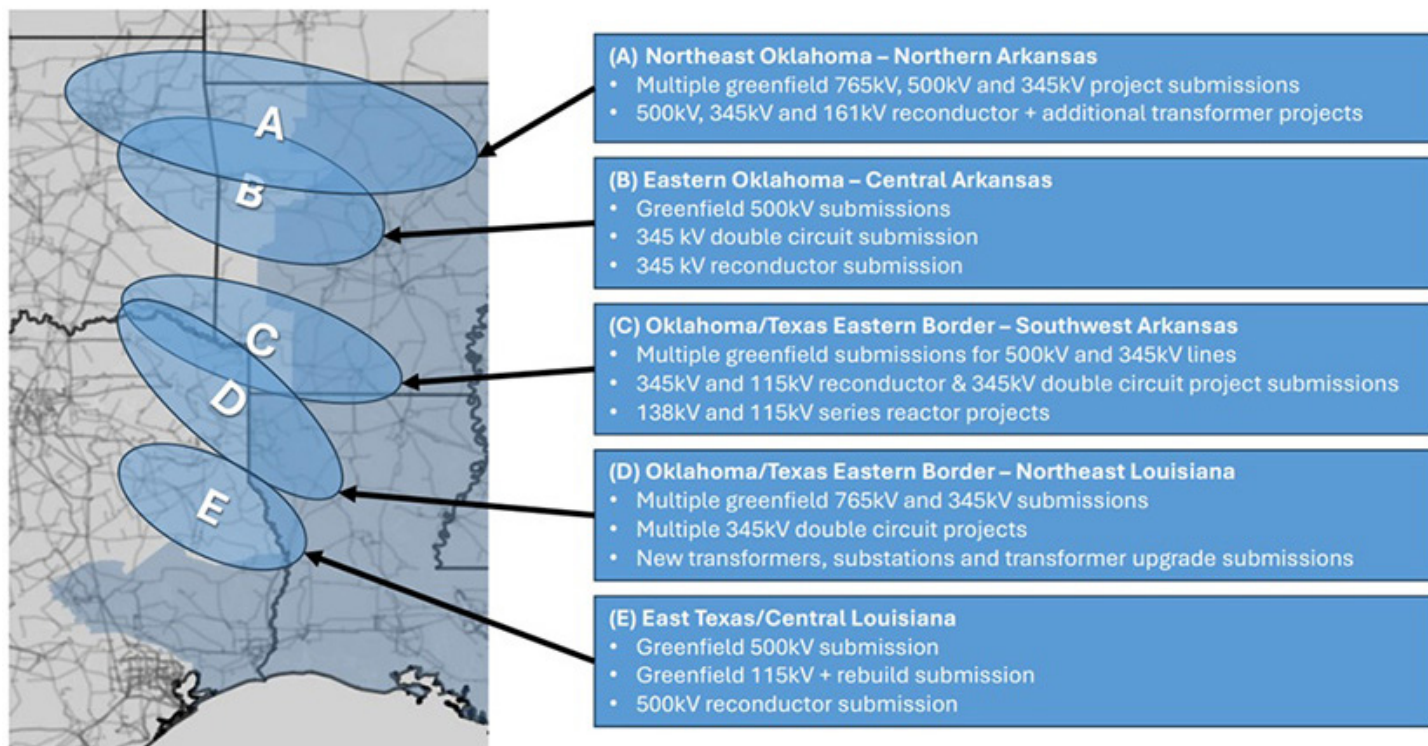 A
B
C
D
E
(A) Northeast Oklahoma – Northern Arkansas
• Multiple greenfield 765kV, 500kV and 345kV project submissions
• 500kV, 345kV and 161kV reconductor + additional transformer projects
(B) Eastern Oklahoma – Central Arkansas
• Greenfield 500kV submissions
• 345 kV double circuit submission
• 345 kV reconductor submission
(C) Oklahoma/Texas Eastern Border – Southwest Arkansas
• Multiple greenfield submissions for 500kV and 345kV lines
• 345kV and 115kV reconductor & 345kV double circuit project submissions
• 138kV and 115kV series reactor projects
(D) Oklahoma/Texas Eastern Border – Northeast Louisiana
• Multiple greenfield 765kV and 345kV submissions
• Multiple 345kV double circuit projects
• New transformers, substations and transformer upgrade submissions
(E) East Texas/Central Louisiana
• Greenfield 500kV submission
• Greenfield 115kV + rebuild submission
• 500kV reconductor submission